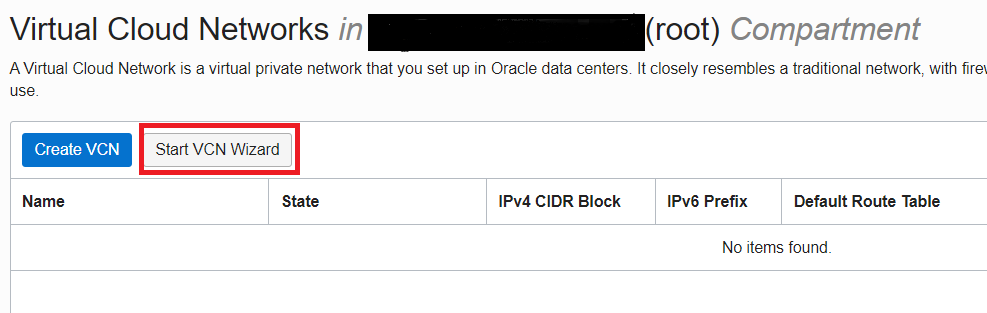 Virtual Cloud Networks in (root) Compartment
A Virtual Cloud Network is a virtual private network that you set up in Oracle data centers. It closely resembles a traditional network, with firew
use.
Create VCN Start VCN Wizard
Name State IPv4 CIDR Block IPv6 Prefix Default Route Table
No items found.